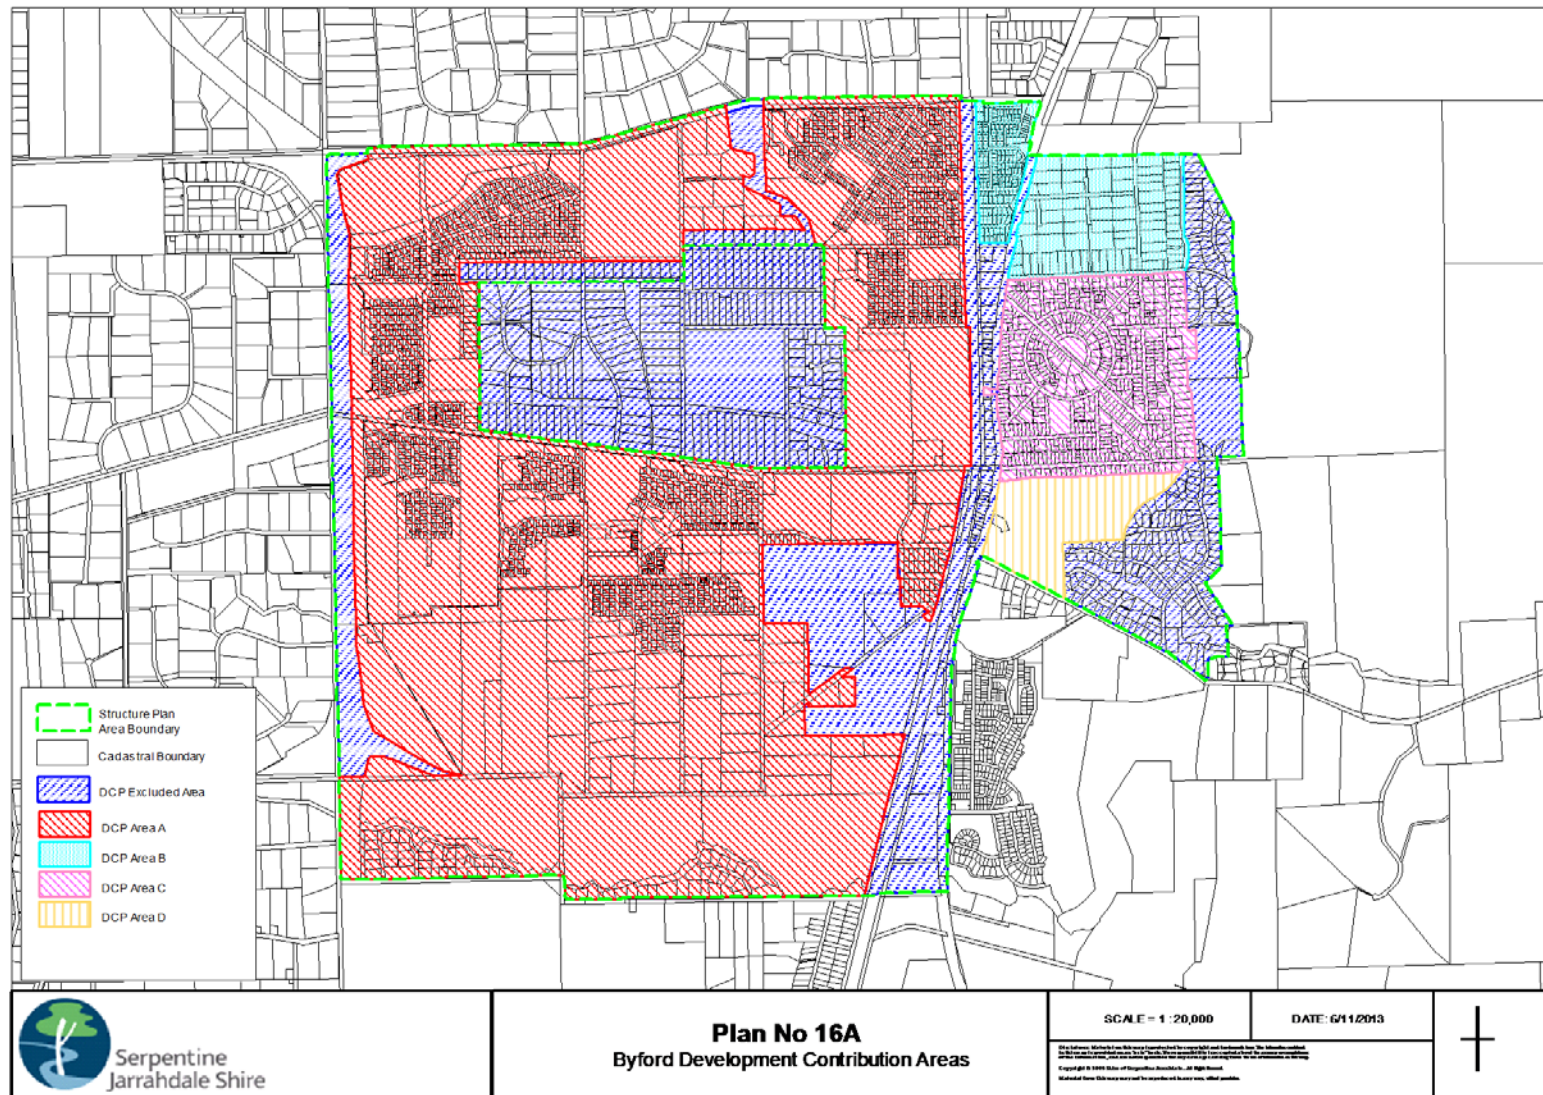 Structure Plan
Area Boundary
Cadastral Boundary
DCP Excluded Area
DCP Area A
DCP Area B
DCP Area C
DCP Area D
Serpentine
Jarrahdale Shire
Plan No 16A
Byford Development Contribution Areas
SCALE = 1 : 20,000
DATE: 6/11/2013